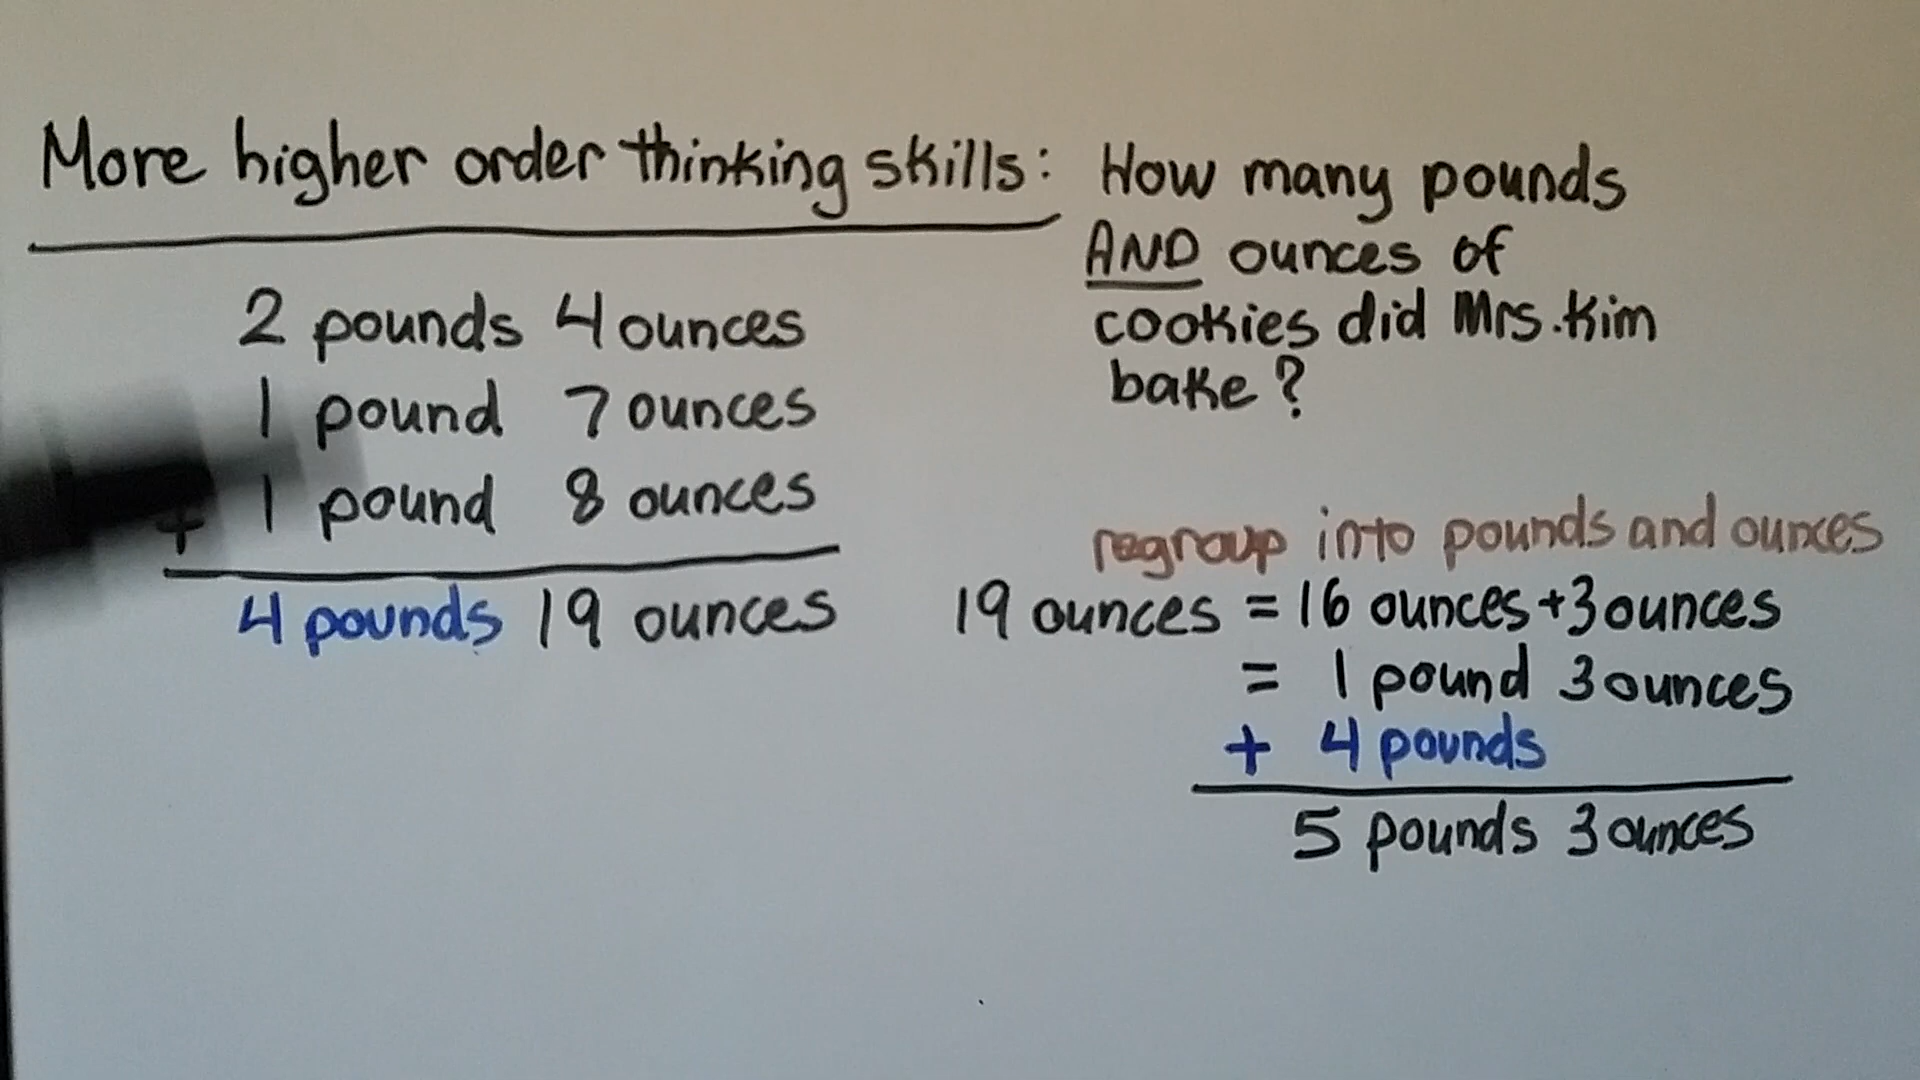 More higher order thinking skills:
2 pounds 4 ounces
1 pound 7 ounces
+ 1 pound 8 ounces
4 pounds 19 ounces
How many pounds
AND ounces of
cookies did Mrs. Kim
bake?
regroup into pounds and ounces
19 ounces = 16 ounces + 3 ounces
= 1 pound 3 ounces
+ 4 pounds
5 pounds 3 ounces